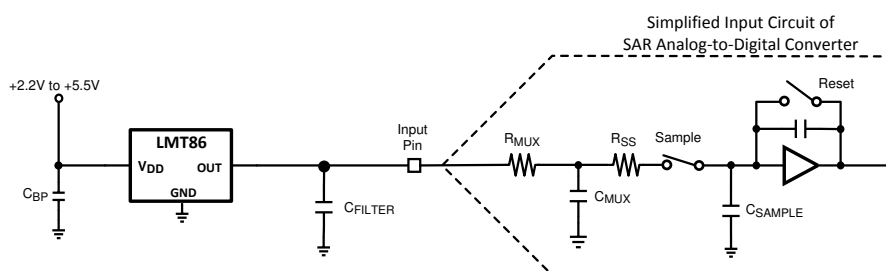 Simplified Input Circuit of
SAR Analog-to-Digital Converter
+2.2V to +5.5V
Reset
LMT86
Input
Pin
RMUX
RSS
Sample
VDD
OUT
GND
CBP
CFILTER
CMUX
CSAMPLE